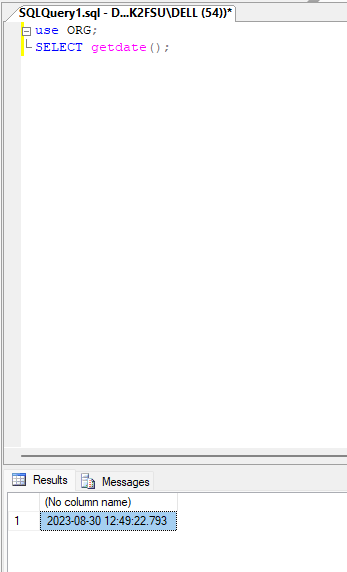 SQLQuery1.sql - D...K2FSU\DELL (54))*
use ORG;
SELECT getdate();
Results Messages
(No column name)
1 2023-08-30 12:49:22.793